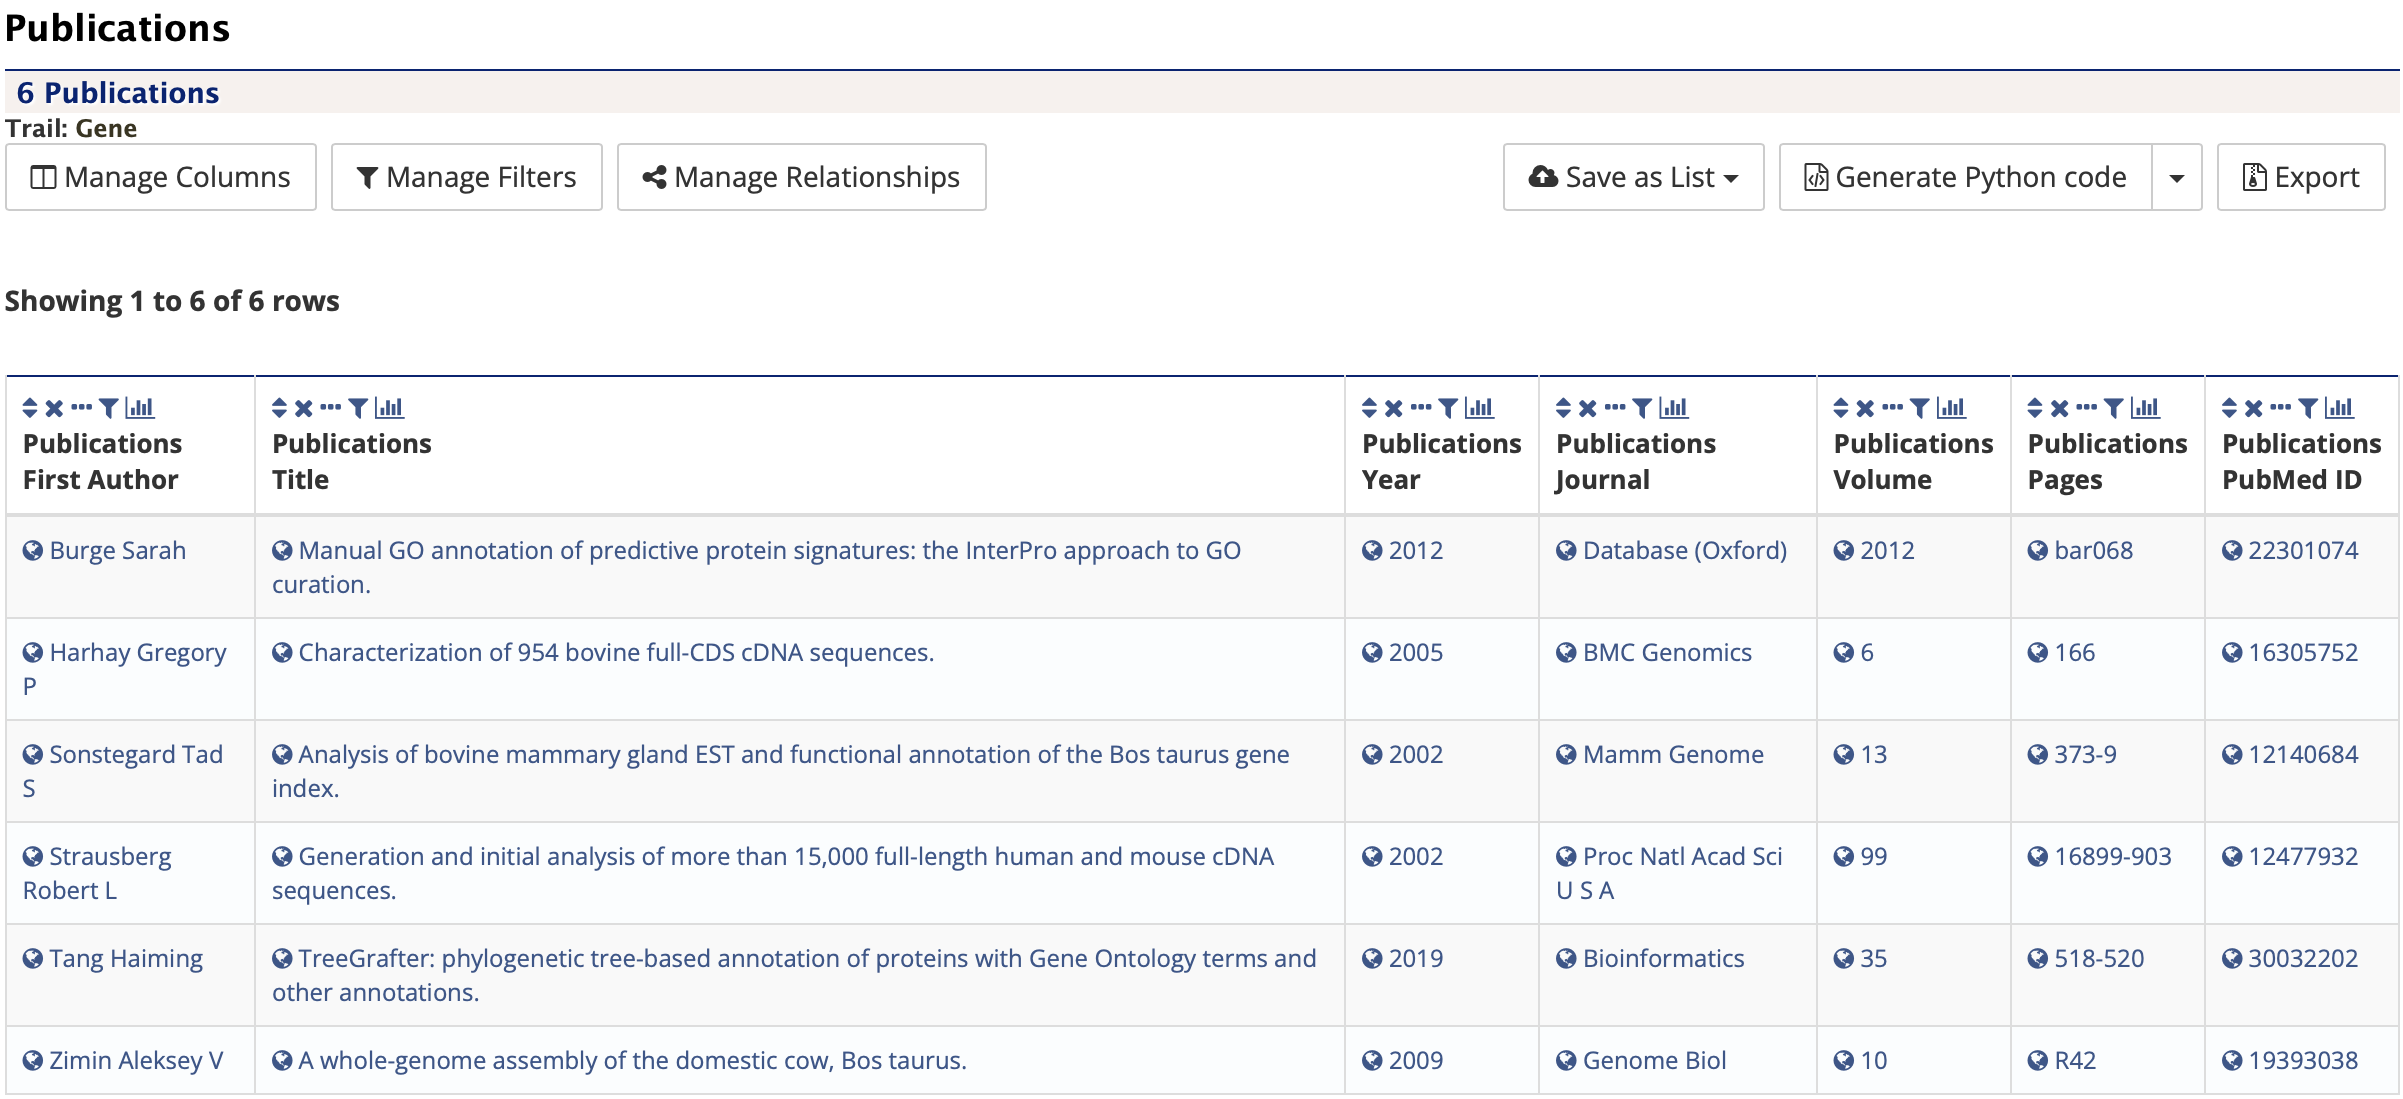 Publications
6 Publications
Trail: Gene
Manage Columns
Manage Filters
Manage Relationships
Save as List
Generate Python code
Export
Showing 1 to 6 of 6 rows
Publications
First Author
Publications
Title
Publications
Year
Publications
Journal
Publications
Volume
Publications
Pages
Publications
PubMed ID
Burge Sarah
Manual GO annotation of predictive protein signatures: the InterPro approach to GO
curation.
2012
Database (Oxford)
2012
bar068
22301074
Harhay Gregory
P
Characterization of 954 bovine full-CDS cDNA sequences.
2005
BMC Genomics
6
166
16305752
Sonstegard Tad
S
Analysis of bovine mammary gland EST and functional annotation of the Bos taurus gene
index.
2002
Mamm Genome
13
373-9
12140684
Strausberg
Robert L
Generation and initial analysis of more than 15,000 full-length human and mouse cDNA
sequences.
2002
Proc Natl Acad Sci
U S A
99
16899-903
12477932
Tang Haiming
TreeGrafter: phylogenetic tree-based annotation of proteins with Gene Ontology terms and
other annotations.
2019
Bioinformatics
35
518-520
30032202
Zimin Aleksey V
A whole-genome assembly of the domestic cow, Bos taurus.
2009
Genome Biol
10
R42
19393038